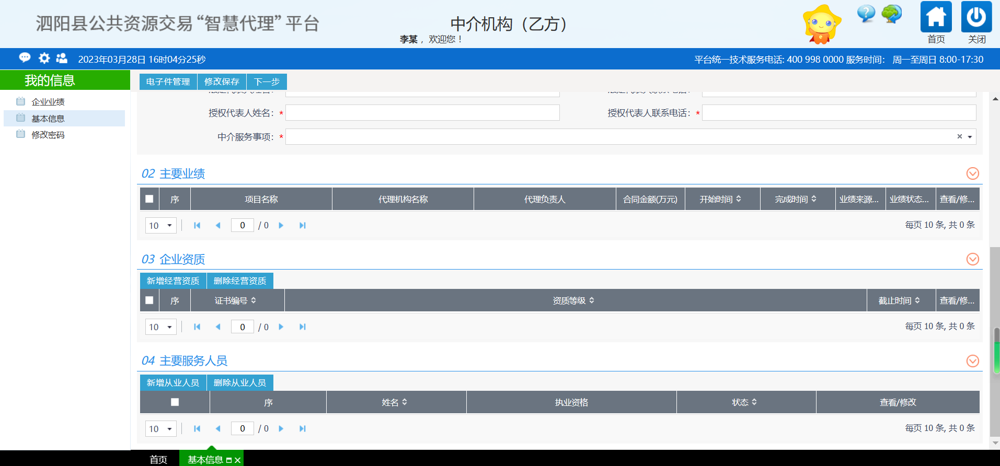 泗阳县公共资源交易“智慧代理”平台
中介机构（乙方）
李某， 欢迎您！
首页
关闭
2023年03月28日 16时04分25秒
平台统一技术服务电话: 400 998 0000 服务时间： 周一至周日 8:00-17:30
我的信息
企业业绩
基本信息
修改密码
电子件管理 修改保存 下一步
授权代表人姓名：*
授权代表人联系电话：*
中介服务事项：*
02 主要业绩
序 项目名称 代理机构名称 代理负责人 合同金额(万元) 开始时间 完成时间 业绩来源... 业绩状态... 查看/修...
10 0 / 0 每页 10 条, 共 0 条
03 企业资质
新增经营资质 删除经营资质
序 证书编号 资质等级 截止时间 查看/修...
10 0 / 0 每页 10 条, 共 0 条
04 主要服务人员
新增从业人员 删除从业人员
序 姓名 执业资格 状态 查看/修改
10 0 / 0 每页 10 条, 共 0 条
首页 基本信息